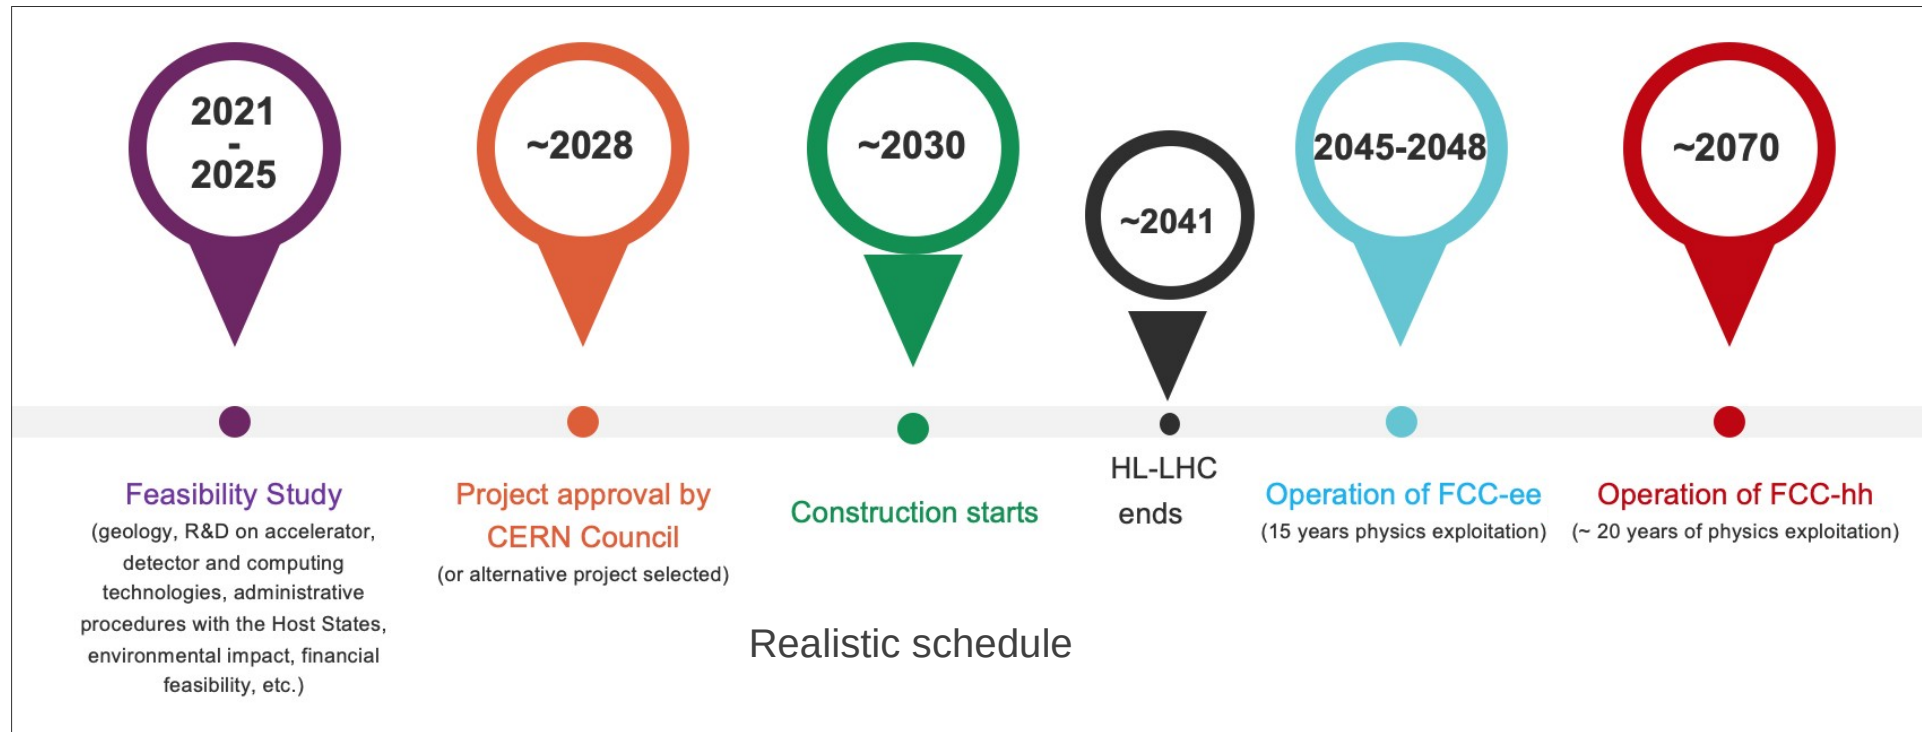 2021
-
2025
~2028
~2030
~2041
2045-2048
~2070
Feasibility Study
(geology, R&D on accelerator,
detector and computing
technologies, administrative
procedures with the Host States,
environmental impact, financial
feasibility, etc.)
Project approval by
CERN Council
(or alternative project selected)
Construction starts
HL-LHC
ends
Operation of FCC-ee
(15 years physics exploitation)
Operation of FCC-hh
(~ 20 years of physics exploitation)
Realistic schedule